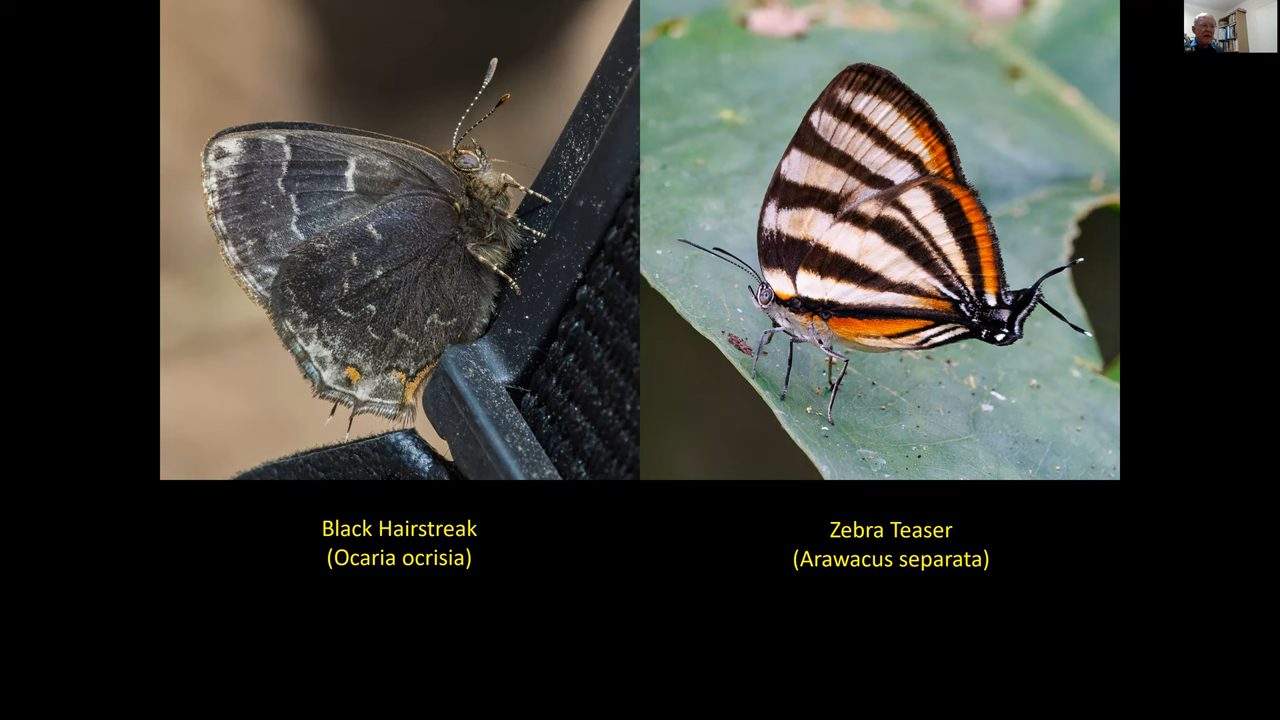 Black Hairstreak
(Ocaria ocrisia)
Zebra Teaser
(Arawacus separata)